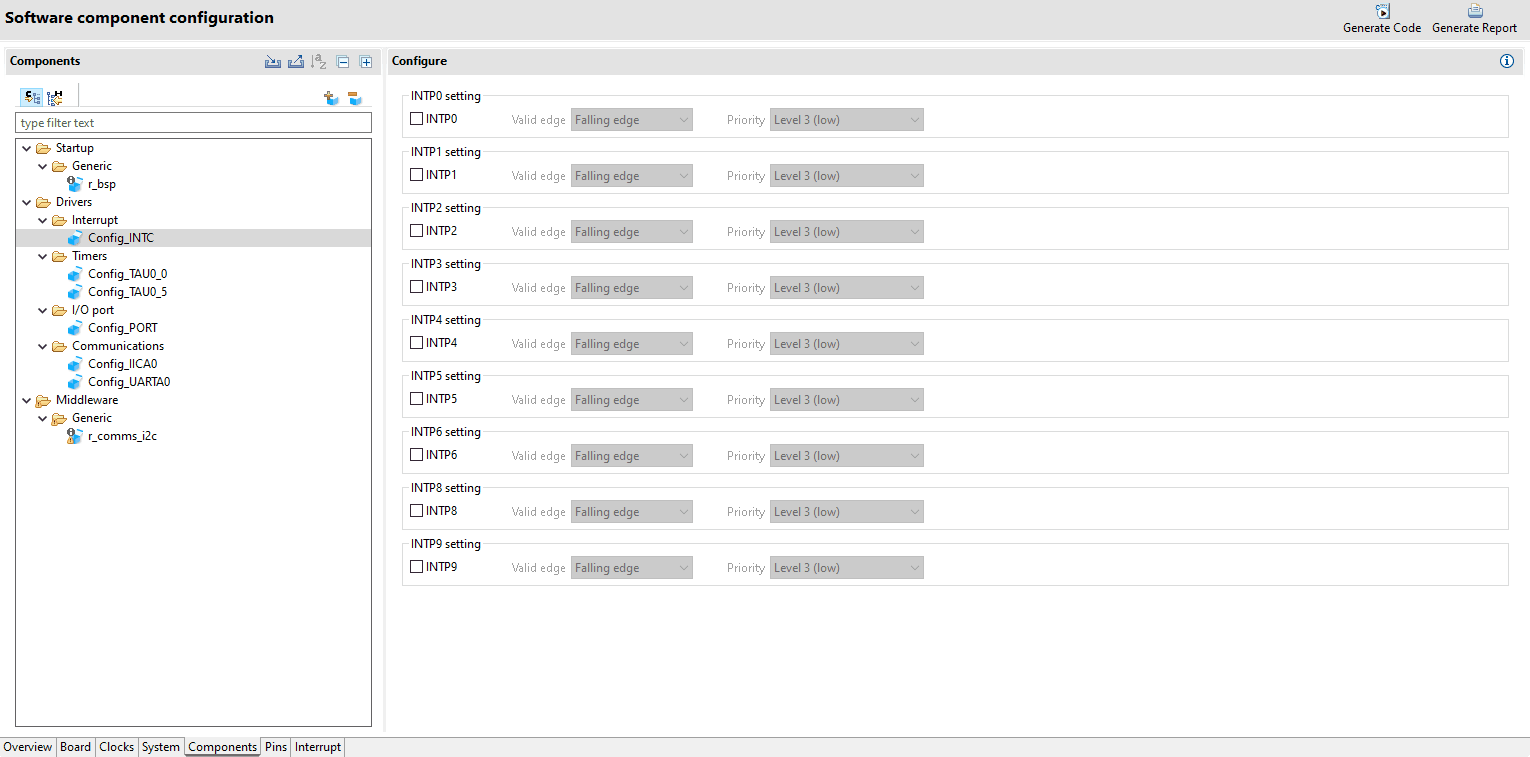 Software component configuration
Generate Code Generate Report
Components
type filter text
Startup
Generic
r_bsp
Drivers
Interrupt
Config_INTC
Timers
Config_TAU0_0
Config_TAU0_5
I/O port
Config_PORT
Communications
Config_IICA0
Config_UARTA0
Middleware
Generic
r_comms_i2c
Configure
INTP0 setting
INTP0 Valid edge Falling edge Priority Level 3 (low)
INTP1 setting
INTP1 Valid edge Falling edge Priority Level 3 (low)
INTP2 setting
INTP2 Valid edge Falling edge Priority Level 3 (low)
INTP3 setting
INTP3 Valid edge Falling edge Priority Level 3 (low)
INTP4 setting
INTP4 Valid edge Falling edge Priority Level 3 (low)
INTP5 setting
INTP5 Valid edge Falling edge Priority Level 3 (low)
INTP6 setting
INTP6 Valid edge Falling edge Priority Level 3 (low)
INTP8 setting
INTP8 Valid edge Falling edge Priority Level 3 (low)
INTP9 setting
INTP9 Valid edge Falling edge Priority Level 3 (low)
Overview Board Clocks System Components Pins Interrupt